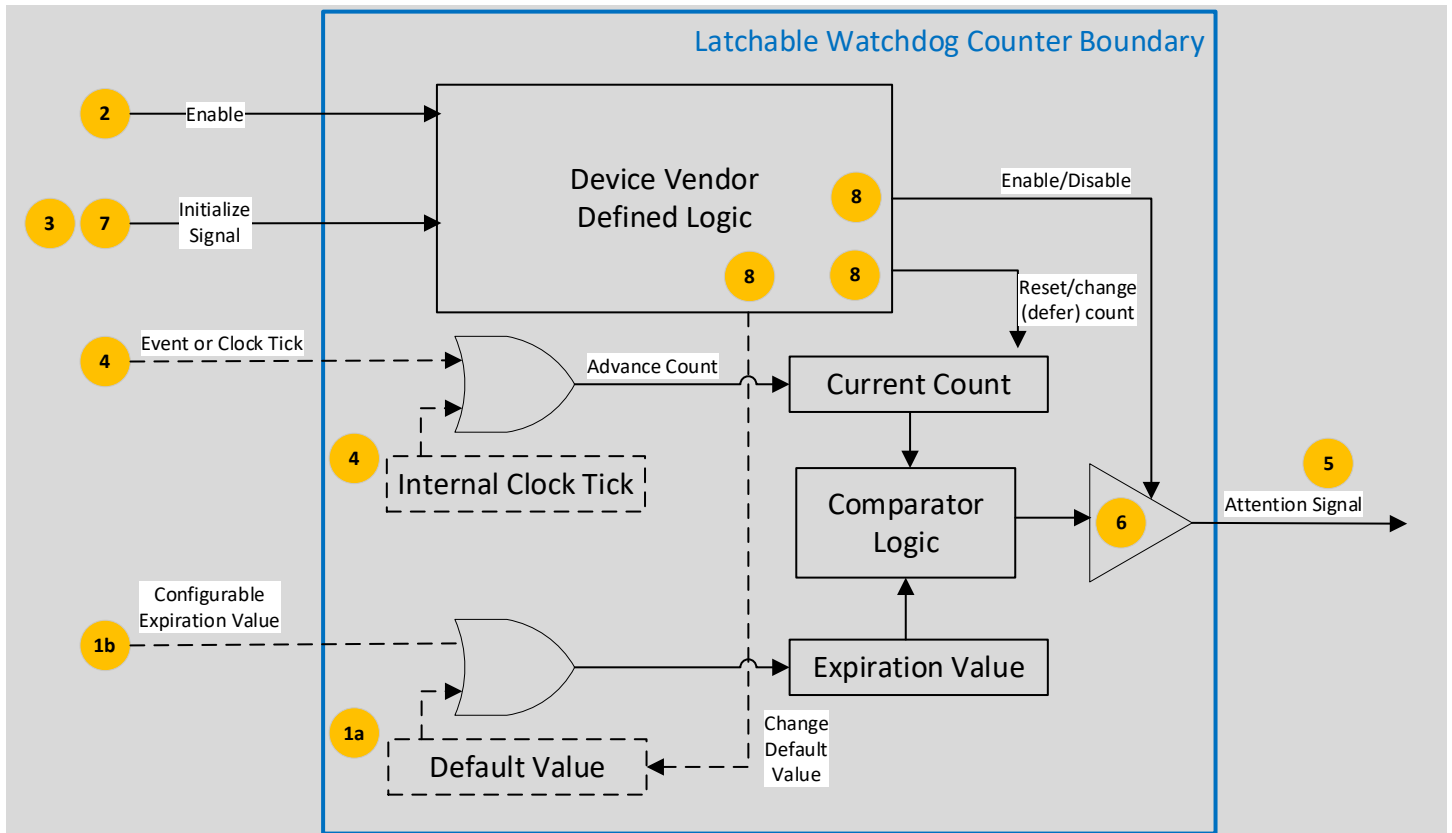 Latchable Watchdog Counter Boundary
2
Enable
Device Vendor
Defined Logic
Enable/Disable
8
3
7
Initialize
Signal
8
8
Reset/change
(defer) count
4
Event or Clock Tick
Advance Count
Current Count
4
Internal Clock Tick
Comparator
Logic
6
5
Attention Signal
Configurable
Expiration Value
1b
Expiration Value
1a
Default Value
Change
Default
Value